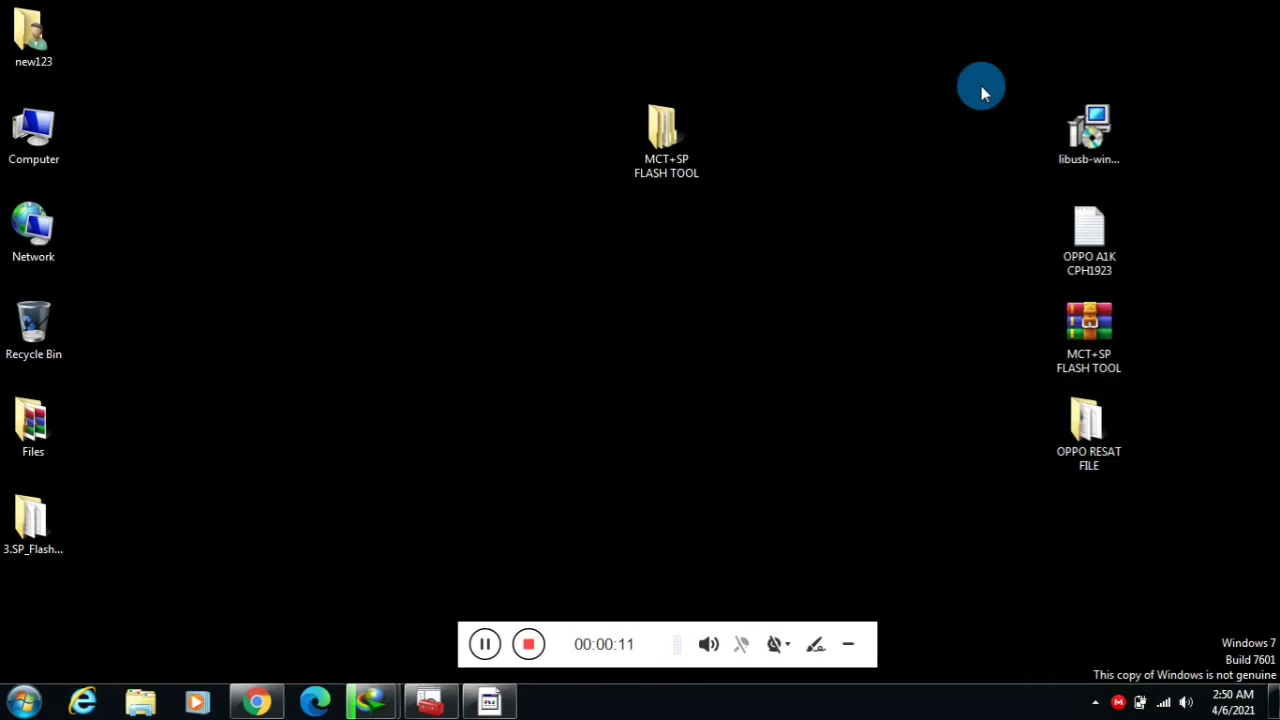 new123
Computer
Network
Recycle Bin
Files
3.SP_Flash...
MCT+SP
FLASH TOOL
libusb-win...
OPPO A1K
CPH1923
MCT+SP
FLASH TOOL
OPPO RESAT
FILE
00:00:11
Windows 7
Build 7601
This copy of Windows is not genuine
2:50 AM
4/6/2021